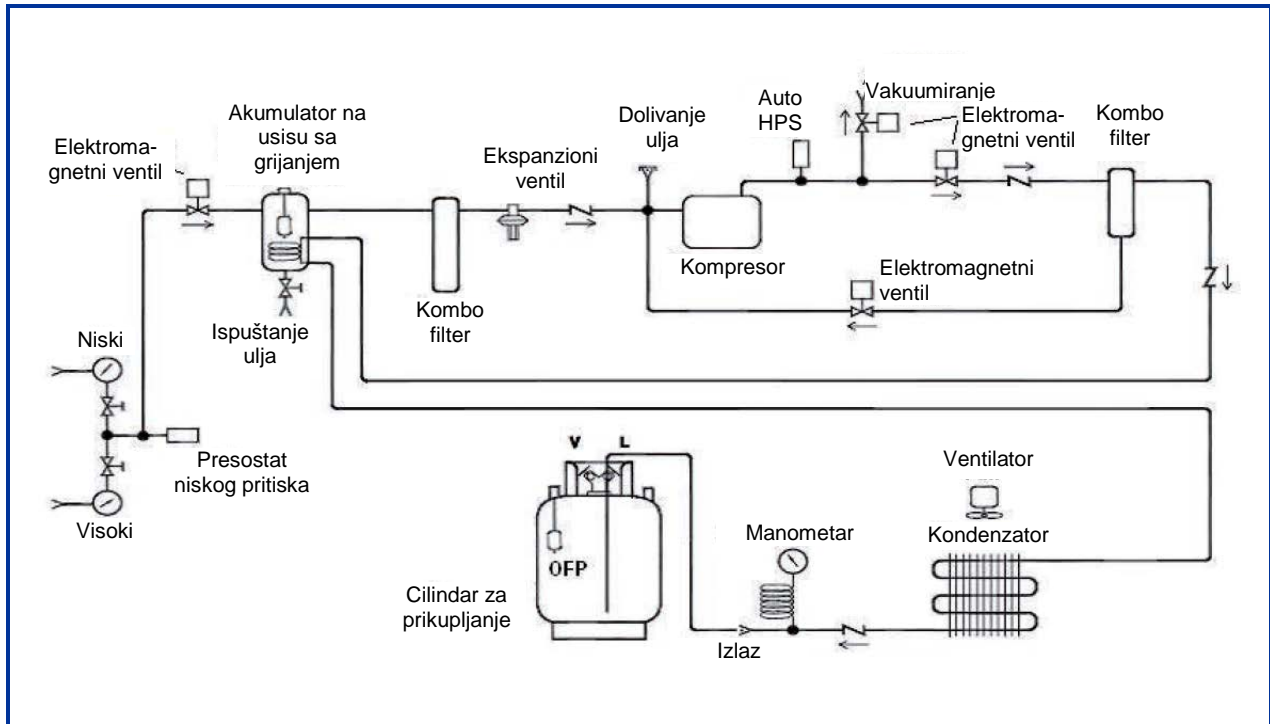 Elektroma-
gnetni ventil
Akumulator na
usisu sa
grijanjem
Ekspanzioni
ventil
Dolivanje
ulja
Auto
HPS
Vakuumiranje
Elektroma-
gnetni ventil
Kombo
filter
Kompresor
Elektromagnetni
ventil
Ispuštanje
ulja
Kombo
filter
Niski
Presostat
niskog pritiska
Visoki
V L
OFP
Cilindar za
prikupljanje
Manometar
Izlaz
Ventilator
Kondenzator